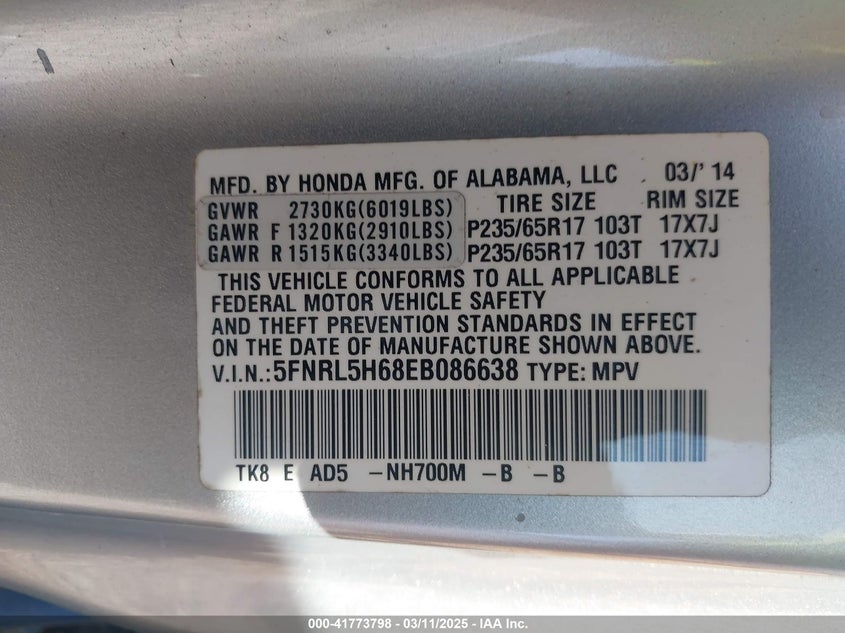 MFD. BY HONDA MFG. OF ALABAMA, LLC 03/' 14
GVWR 2730KG(6019LBS) TIRE SIZE RIM SIZE
GAWR F 1320KG(2910LBS) P235/65R17 103T 17X7J
GAWR R 1515KG(3340LBS) P235/65R17 103T 17X7J
THIS VEHICLE CONFORMS TO ALL APPLICABLE
FEDERAL MOTOR VEHICLE SAFETY
AND THEFT PREVENTION STANDARDS IN EFFECT
ON THE DATE OF MANUFACTURE SHOWN ABOVE.
V.I.N.: 5FNRL5H68EB086638 TYPE: MPV
TK8 E AD5 -NH700M -B -B
000-41773798 - 03/11/2025 - IAA Inc.